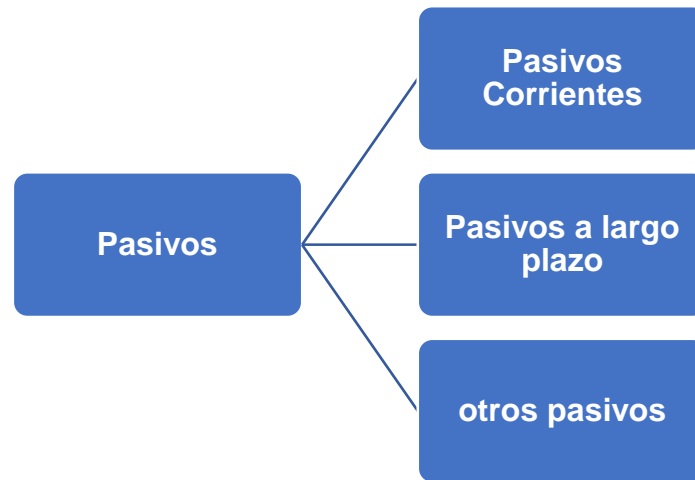 Pasivos
Pasivos
Corrientes
Pasivos a largo
plazo
otros pasivos